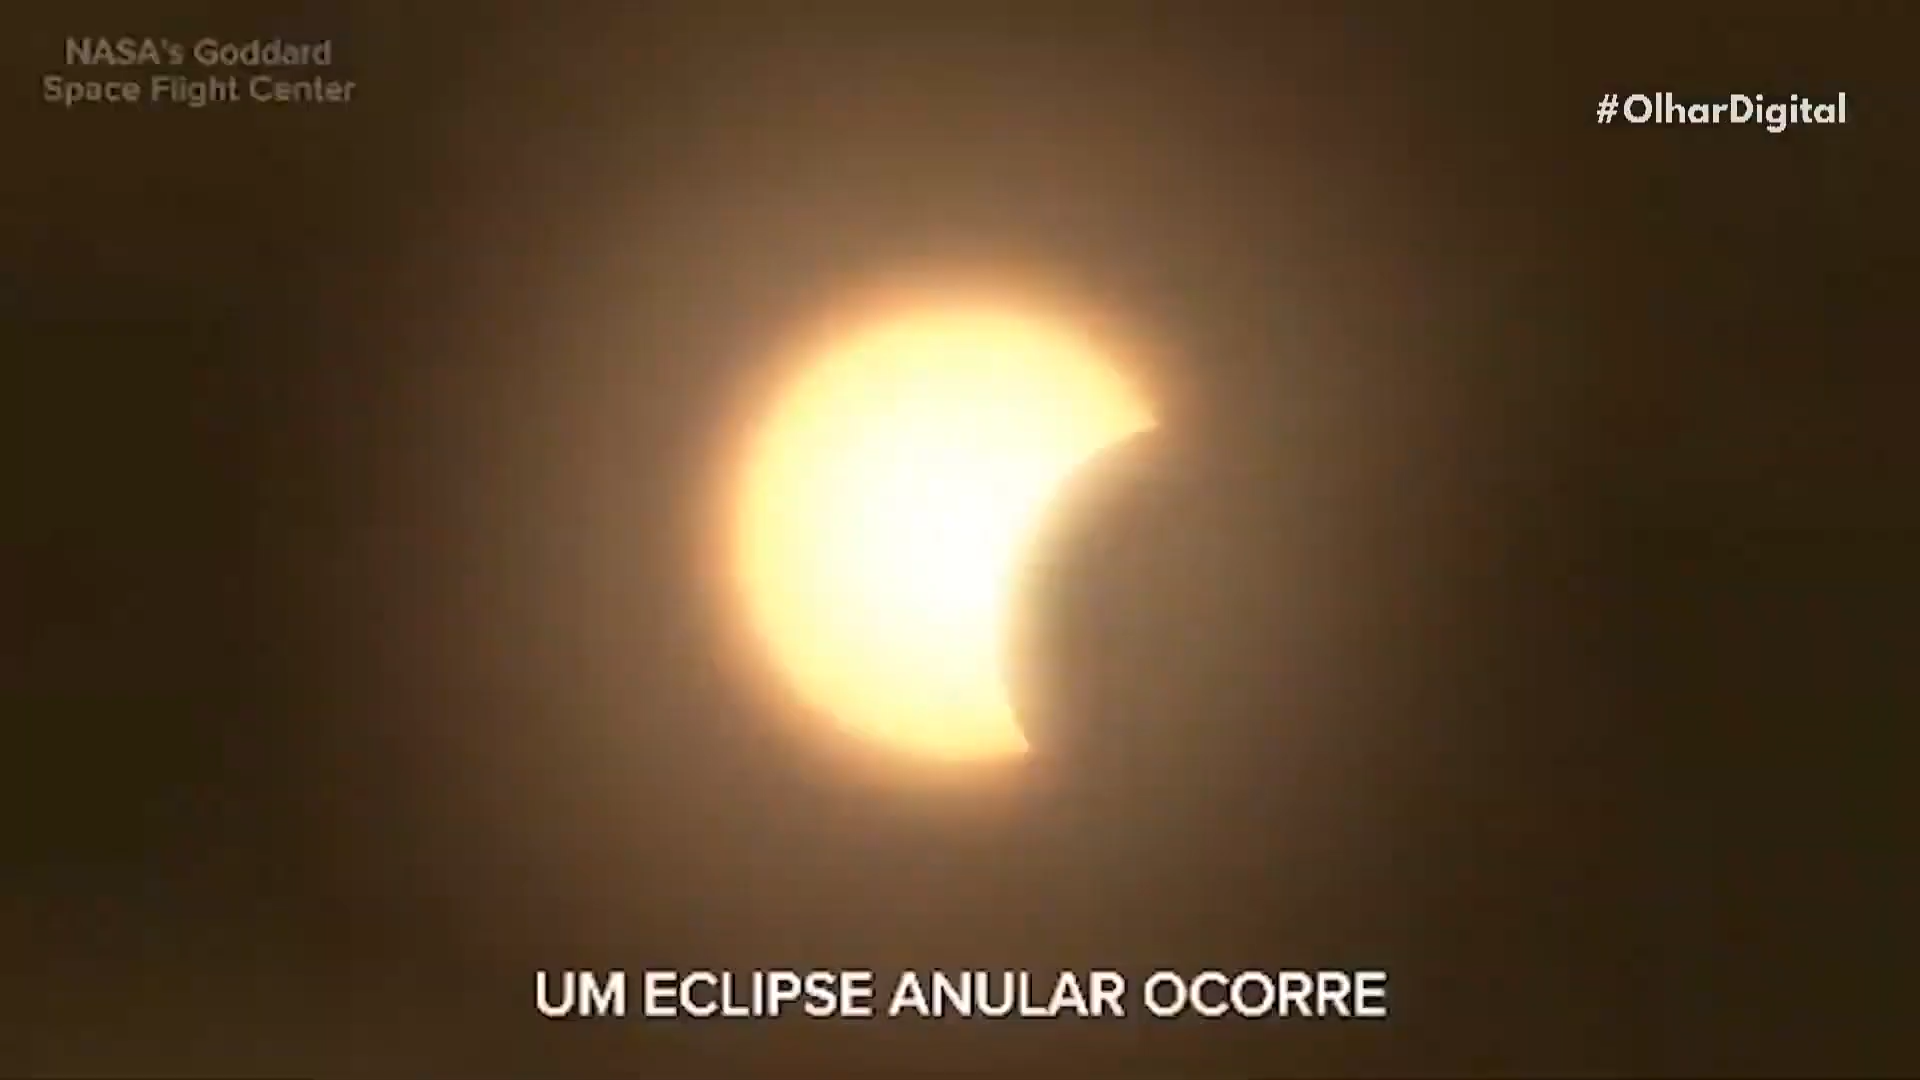 NASA's Goddard
Space Flight Center
#OlharDigital
UM ECLIPSE ANULAR OCORRE